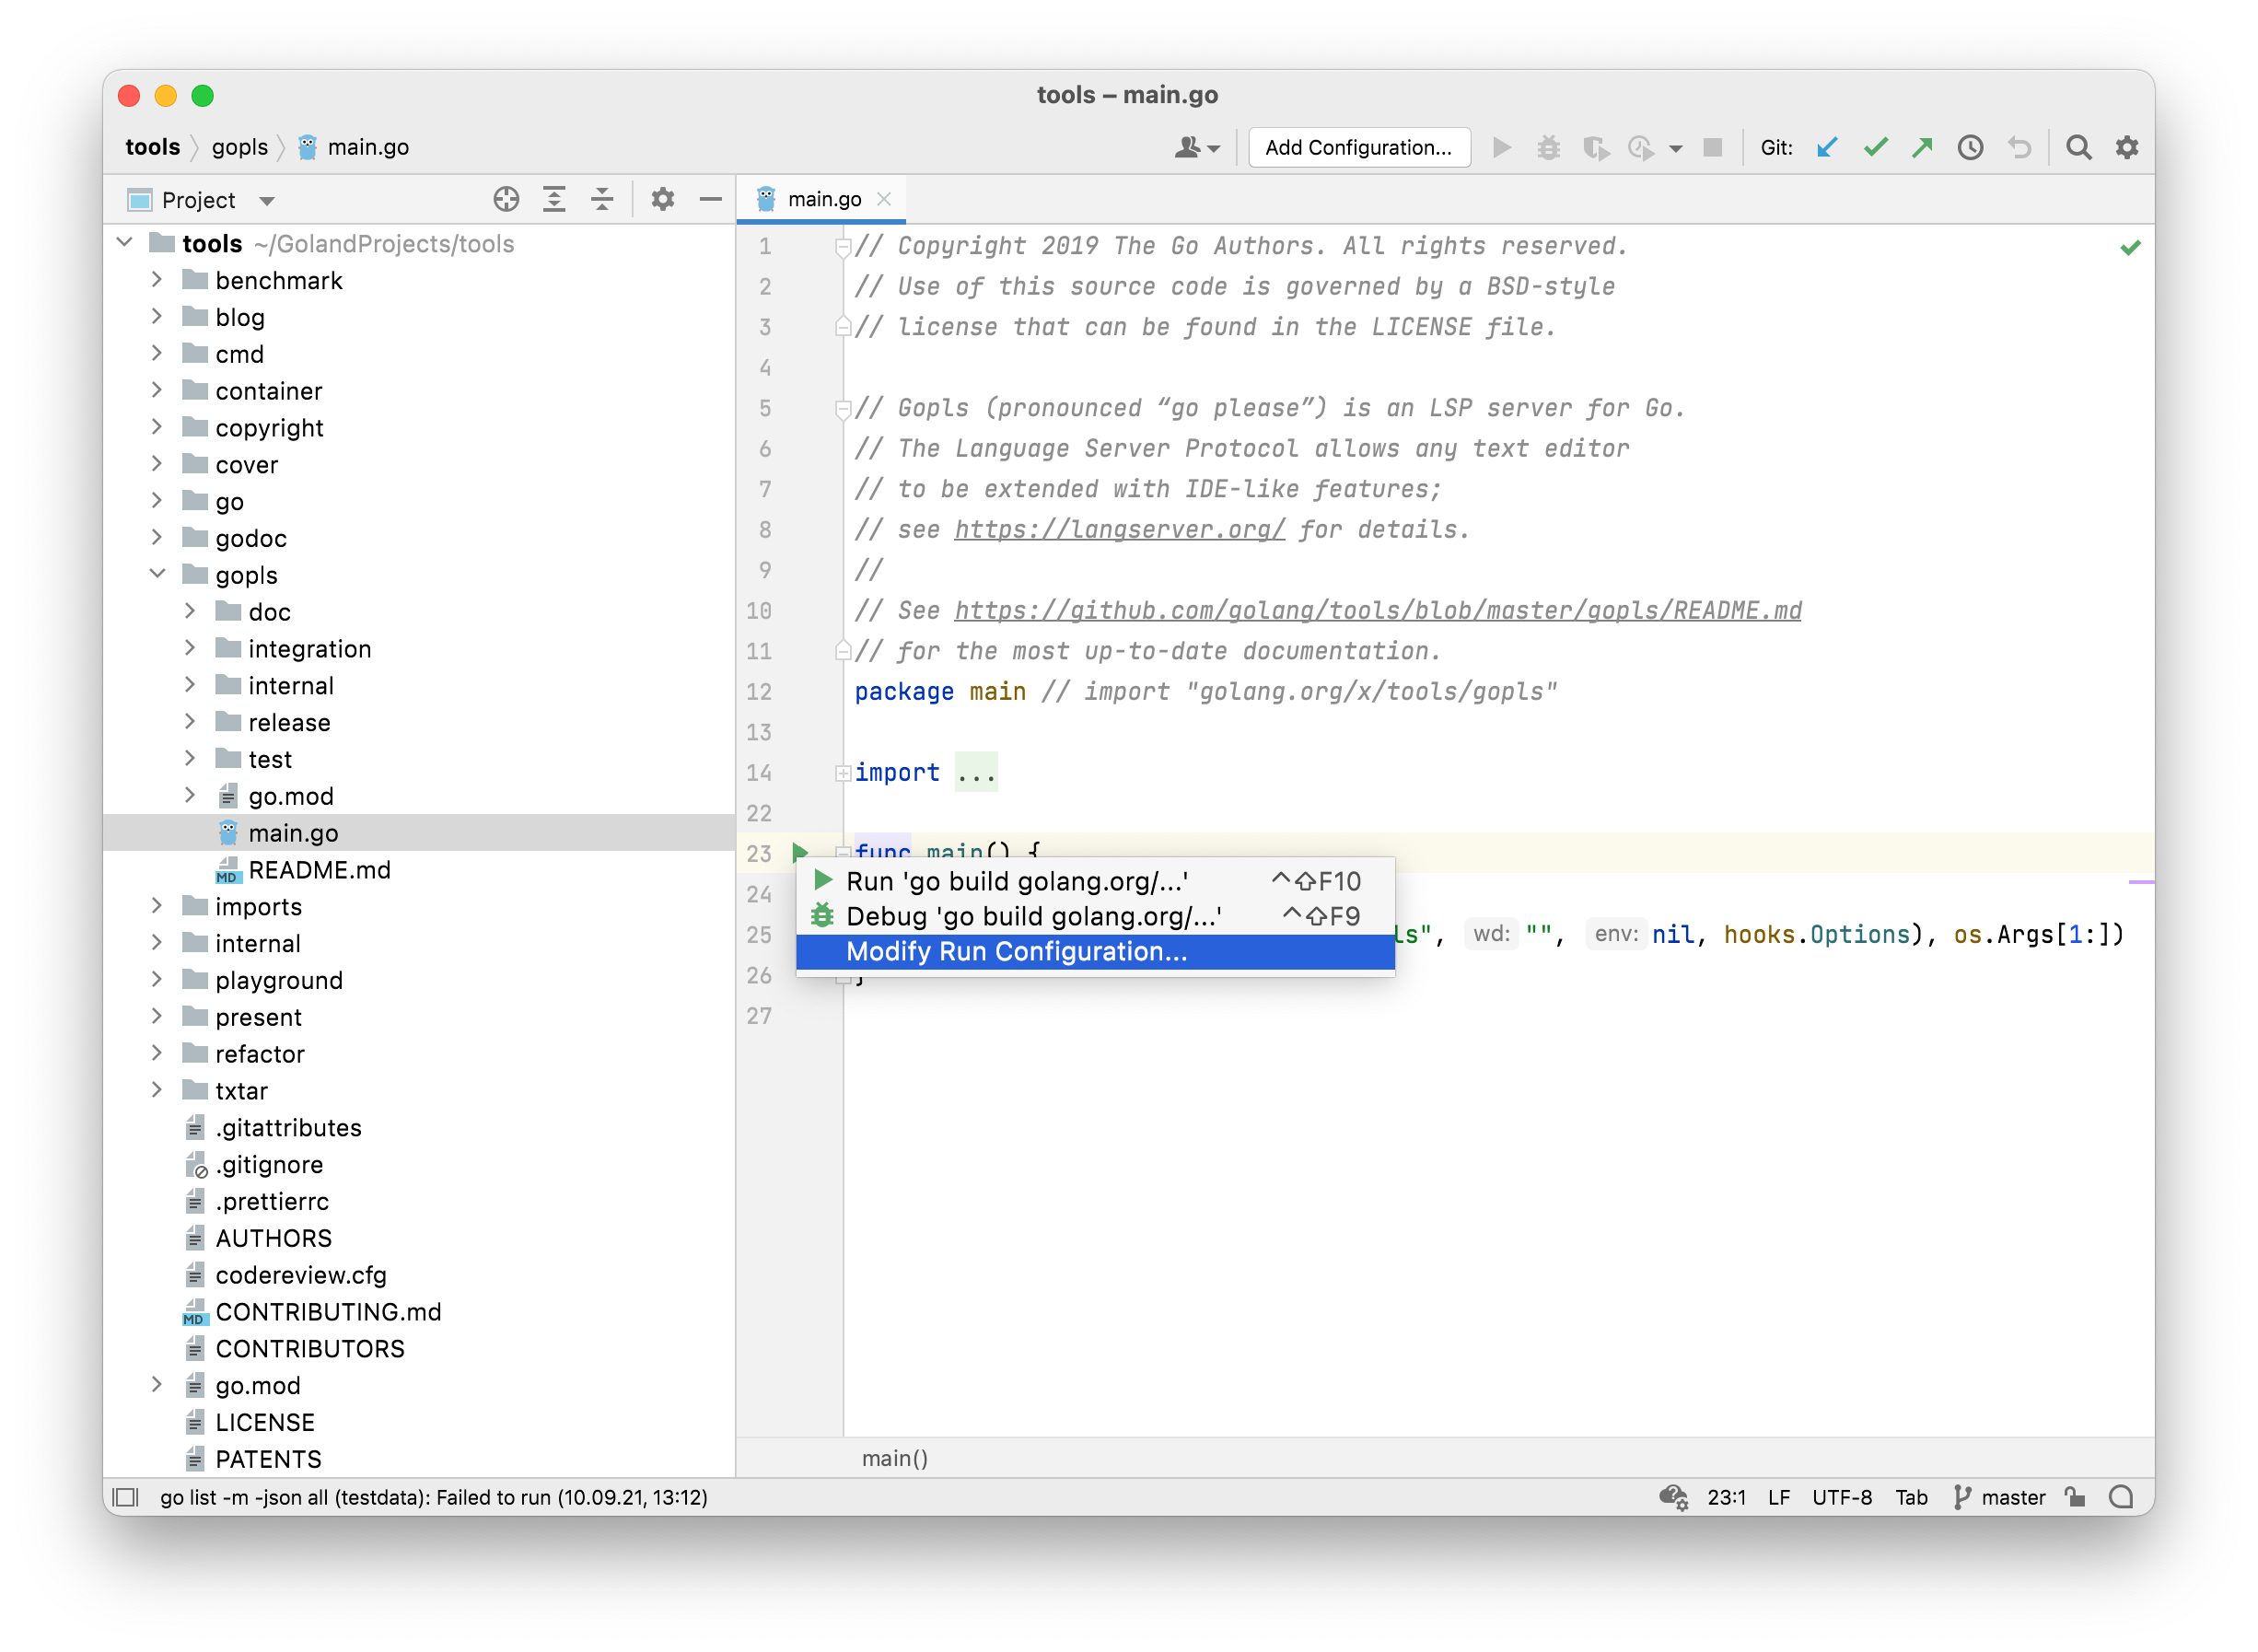 tools – main.go
tools gopls main.go
Add Configuration...
Git:
Project
main.go
tools ~/GolandProjects/tools
benchmark
blog
cmd
container
copyright
cover
go
godoc
gopls
doc
integration
internal
release
test
go.mod
main.go
MD README.md
imports
internal
playground
present
refactor
txtar
.gitattributes
.gitignore
.prettierrc
AUTHORS
codereview.cfg
MD CONTRIBUTING.md
CONTRIBUTORS
go.mod
LICENSE
PATENTS
1 // Copyright 2019 The Go Authors. All rights reserved.
2 // Use of this source code is governed by a BSD-style
3 // license that can be found in the LICENSE file.
4
5 // Gopls (pronounced “go please”) is an LSP server for Go.
6 // The Language Server Protocol allows any text editor
7 // to be extended with IDE-like features;
8 // see https://langserver.org/ for details.
9 //
10 // See https://github.com/golang/tools/blob/master/gopls/README.md
11 // for the most up-to-date documentation.
12 package main // import "golang.org/x/tools/gopls"
13
14 import ...
22
23 func main() {
24
25 ls", wd: "", env: nil, hooks.Options), os.Args[1:])
26 }
27
Run 'go build golang.org/...' ⌃⇧F10
Debug 'go build golang.org/...' ⌃⇧F9
Modify Run Configuration...
main()
go list -m -json all (testdata): Failed to run (10.09.21, 13:12)
23:1 LF UTF-8 Tab master